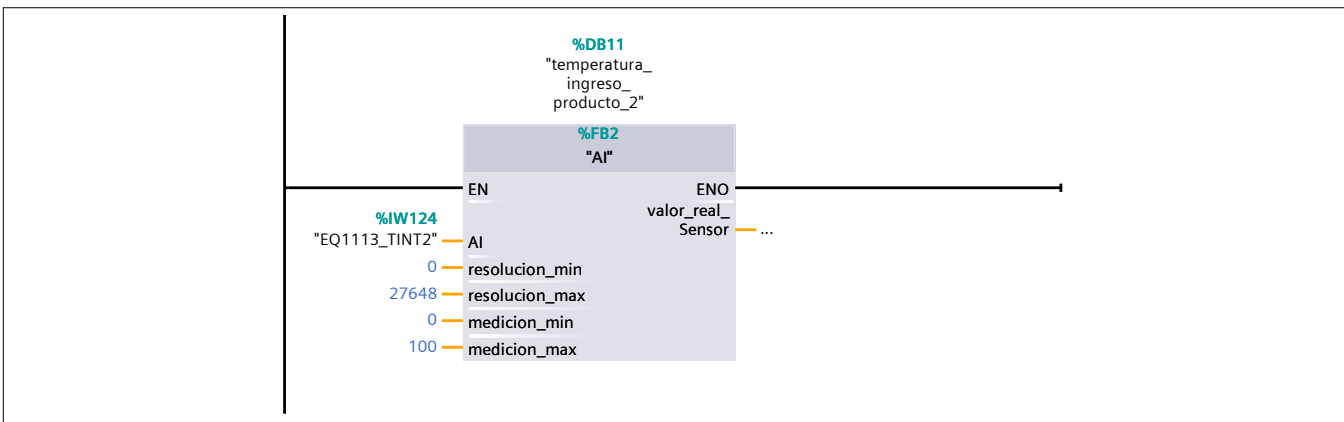 %DB11
"temperatura_
ingreso_
producto_2"
%FB2
"AI"
EN
ENO
valor_real_
Sensor
...
%IW124
"EQ1113_TINT2"
AI
0
resolucion_min
27648
resolucion_max
0
medicion_min
100
medicion_max